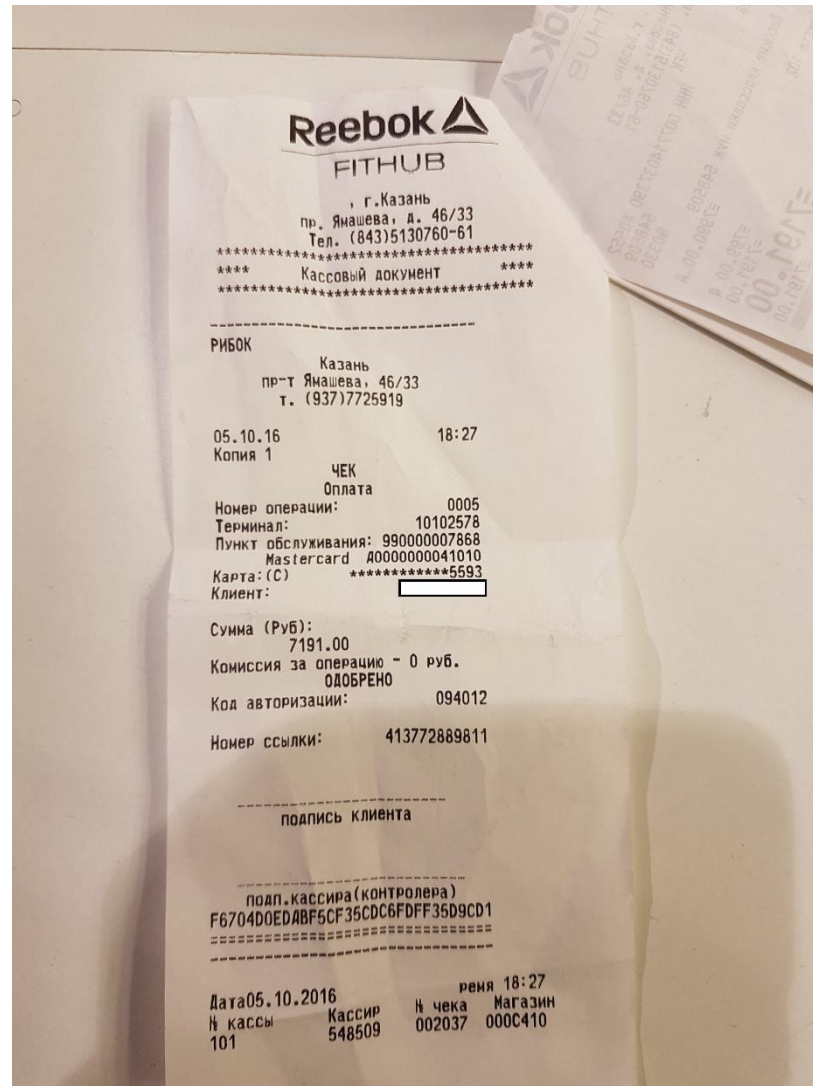 Reebok
FITHUB
, г.Казань
пр. Ямашева, д. 46/33
Тел. (843)5130760-61
**************************************
**** Кассовый документ ****
**************************************
--------------------------------
РИБОК
Казань
пр-т Ямашева, 46/33
т. (937)7725919
05.10.16 18:27
Копия 1
ЧЕК
Оплата
Номер операции: 0005
Терминал: 10102578
Пункт обслуживания: 990000007868
Mastercard A0000000041010
Карта:(C) ************5593
Клиент:
Сумма (Руб):
7191.00
Комиссия за операцию - 0 руб.
ОДОБРЕНО
Код авторизации: 094012
Номер ссылки: 413772889811
-------------------------
подпись клиента
----------------------------
подп.кассира(контролера)
F6704D0EDABF5CF35CDC6FDFF35D9CD1
================================
----------------------------------
Дата05.10.2016 ремя 18:27
№ кассы Кассир № чека Магазин
101 548509 002037 000C410